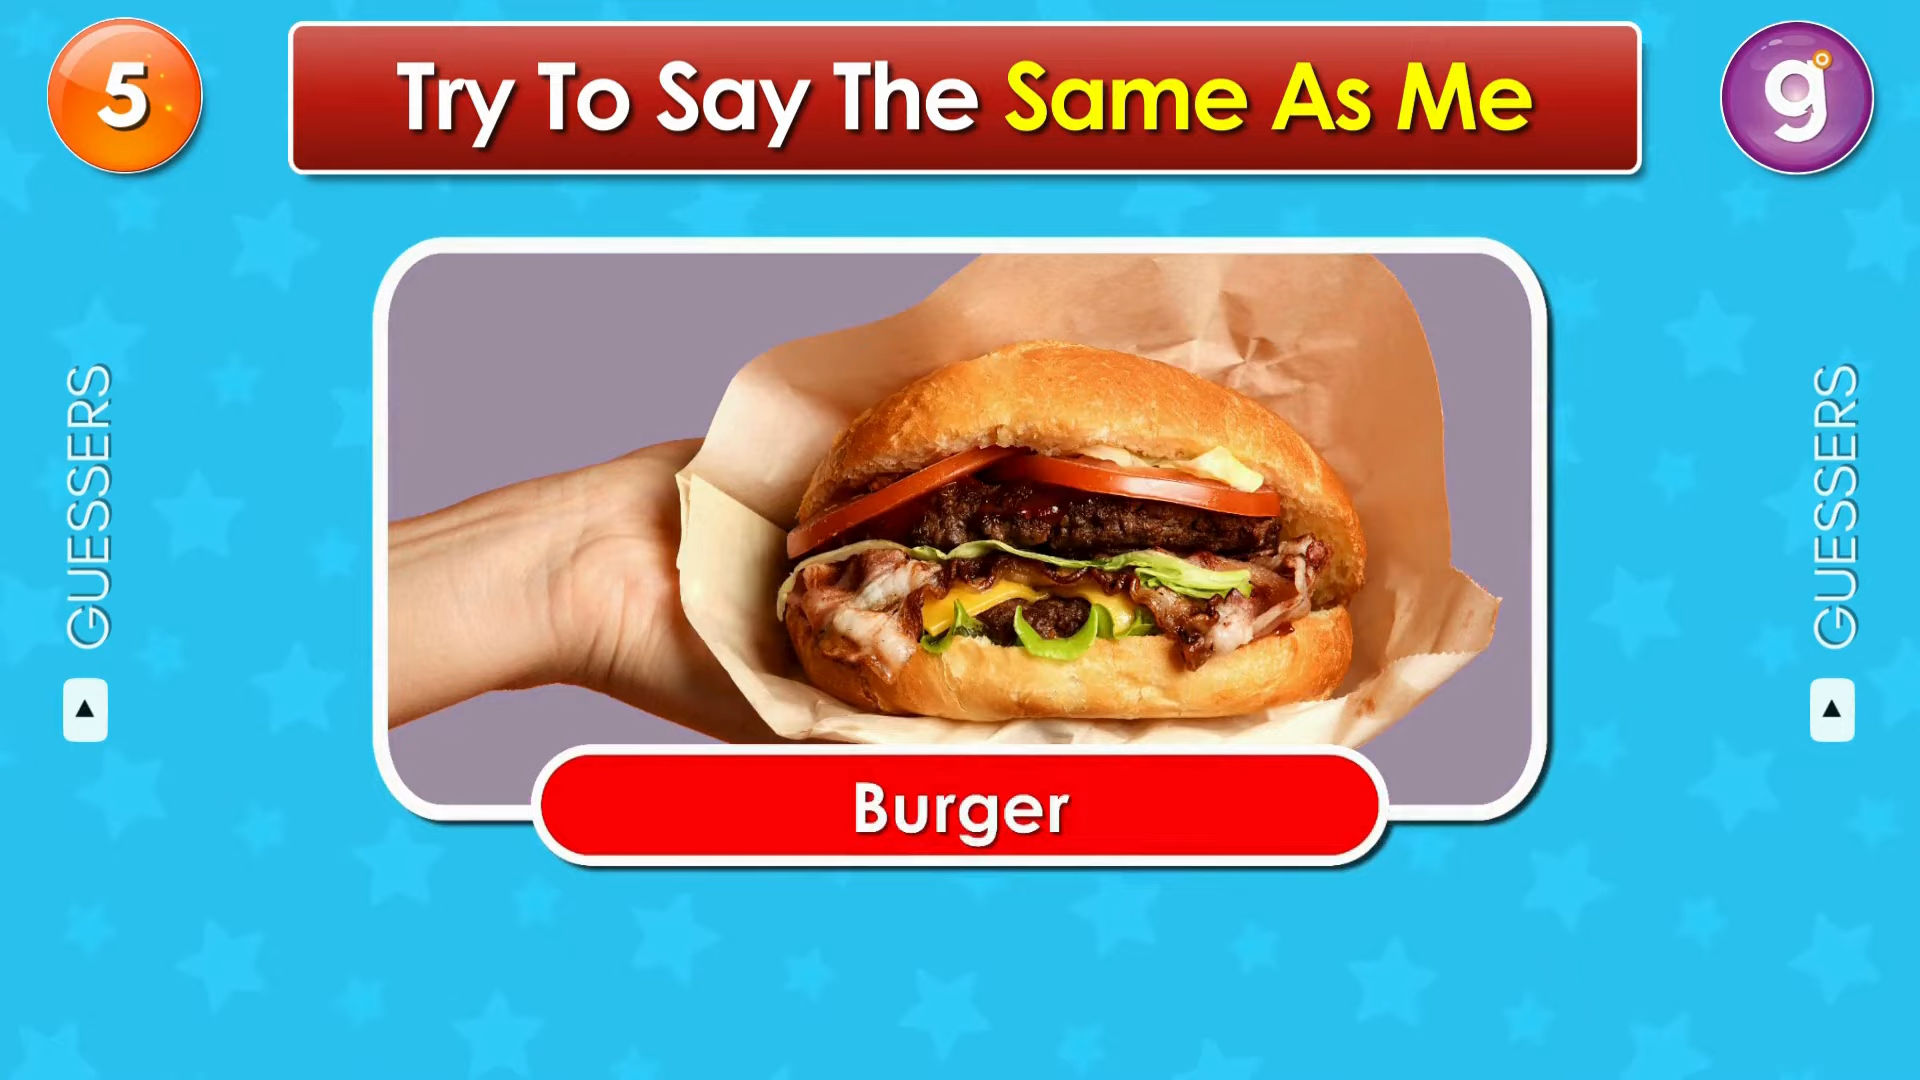 5
Try To Say The Same As Me
g
GUESSERS
GUESSERS
Burger